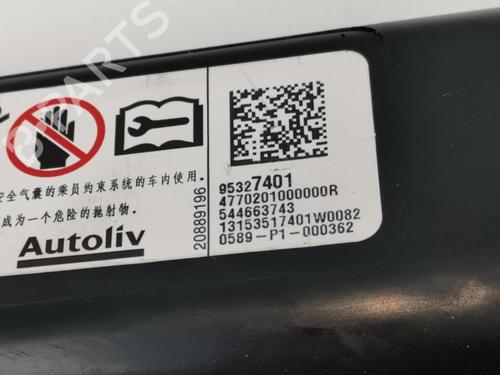 安全气囊的乘员约束系统的车内使用.
成为一个危险的抛射物.
Autoliv
20889196
95327401
4770201000000R
544663743
13153517401W0082
0589-P1-000362